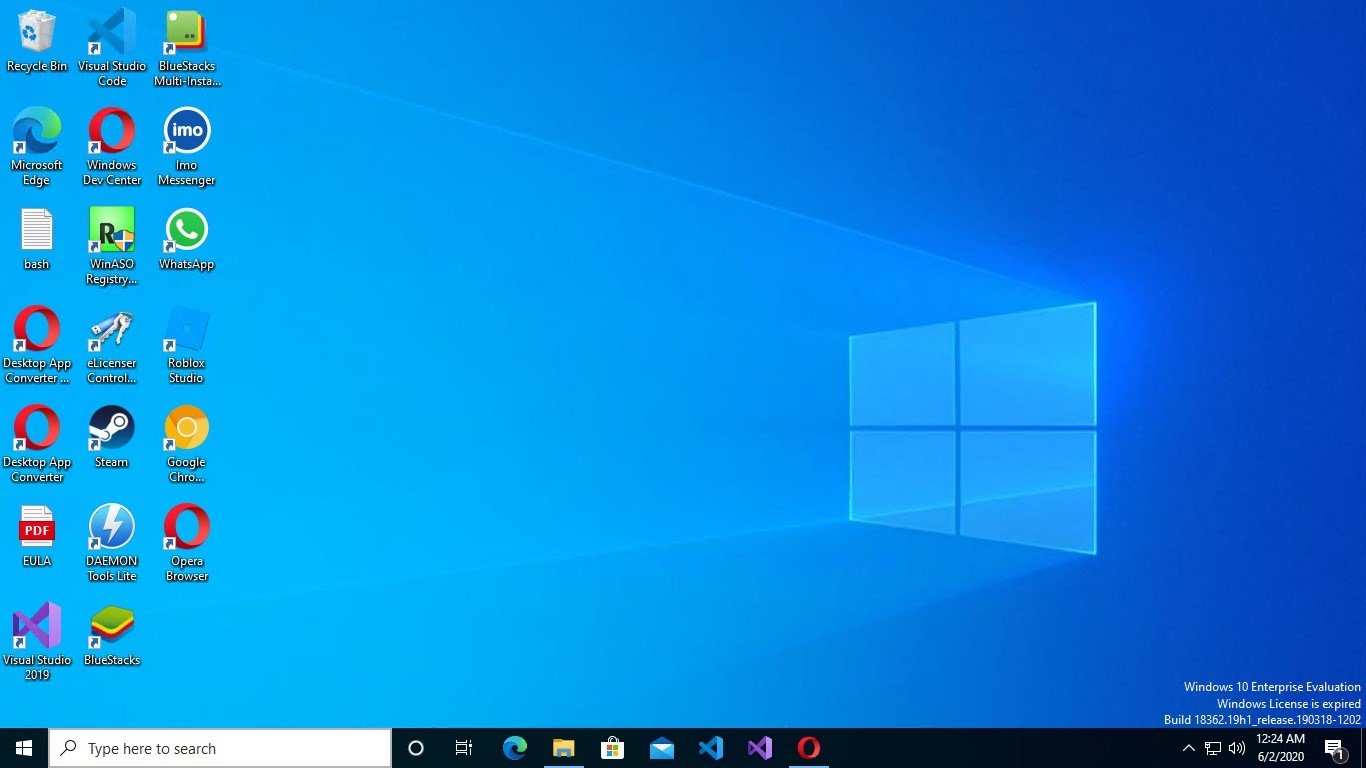 Recycle Bin
Visual Studio
Code
BlueStacks
Multi-Insta...
Microsoft
Edge
Windows
Dev Center
imo
Imo
Messenger
bash
R
WinASO
Registry...
WhatsApp
Desktop App
Converter ...
eLicenser
Control...
Roblox
Studio
Desktop App
Converter
Steam
Google
Chro...
PDF
EULA
DAEMON
Tools Lite
Opera
Browser
Visual Studio
2019
BlueStacks
Windows 10 Enterprise Evaluation
Windows License is expired
Build 18362.19h1_release.190318-1202
Type here to search
12:24 AM
6/2/2020
1